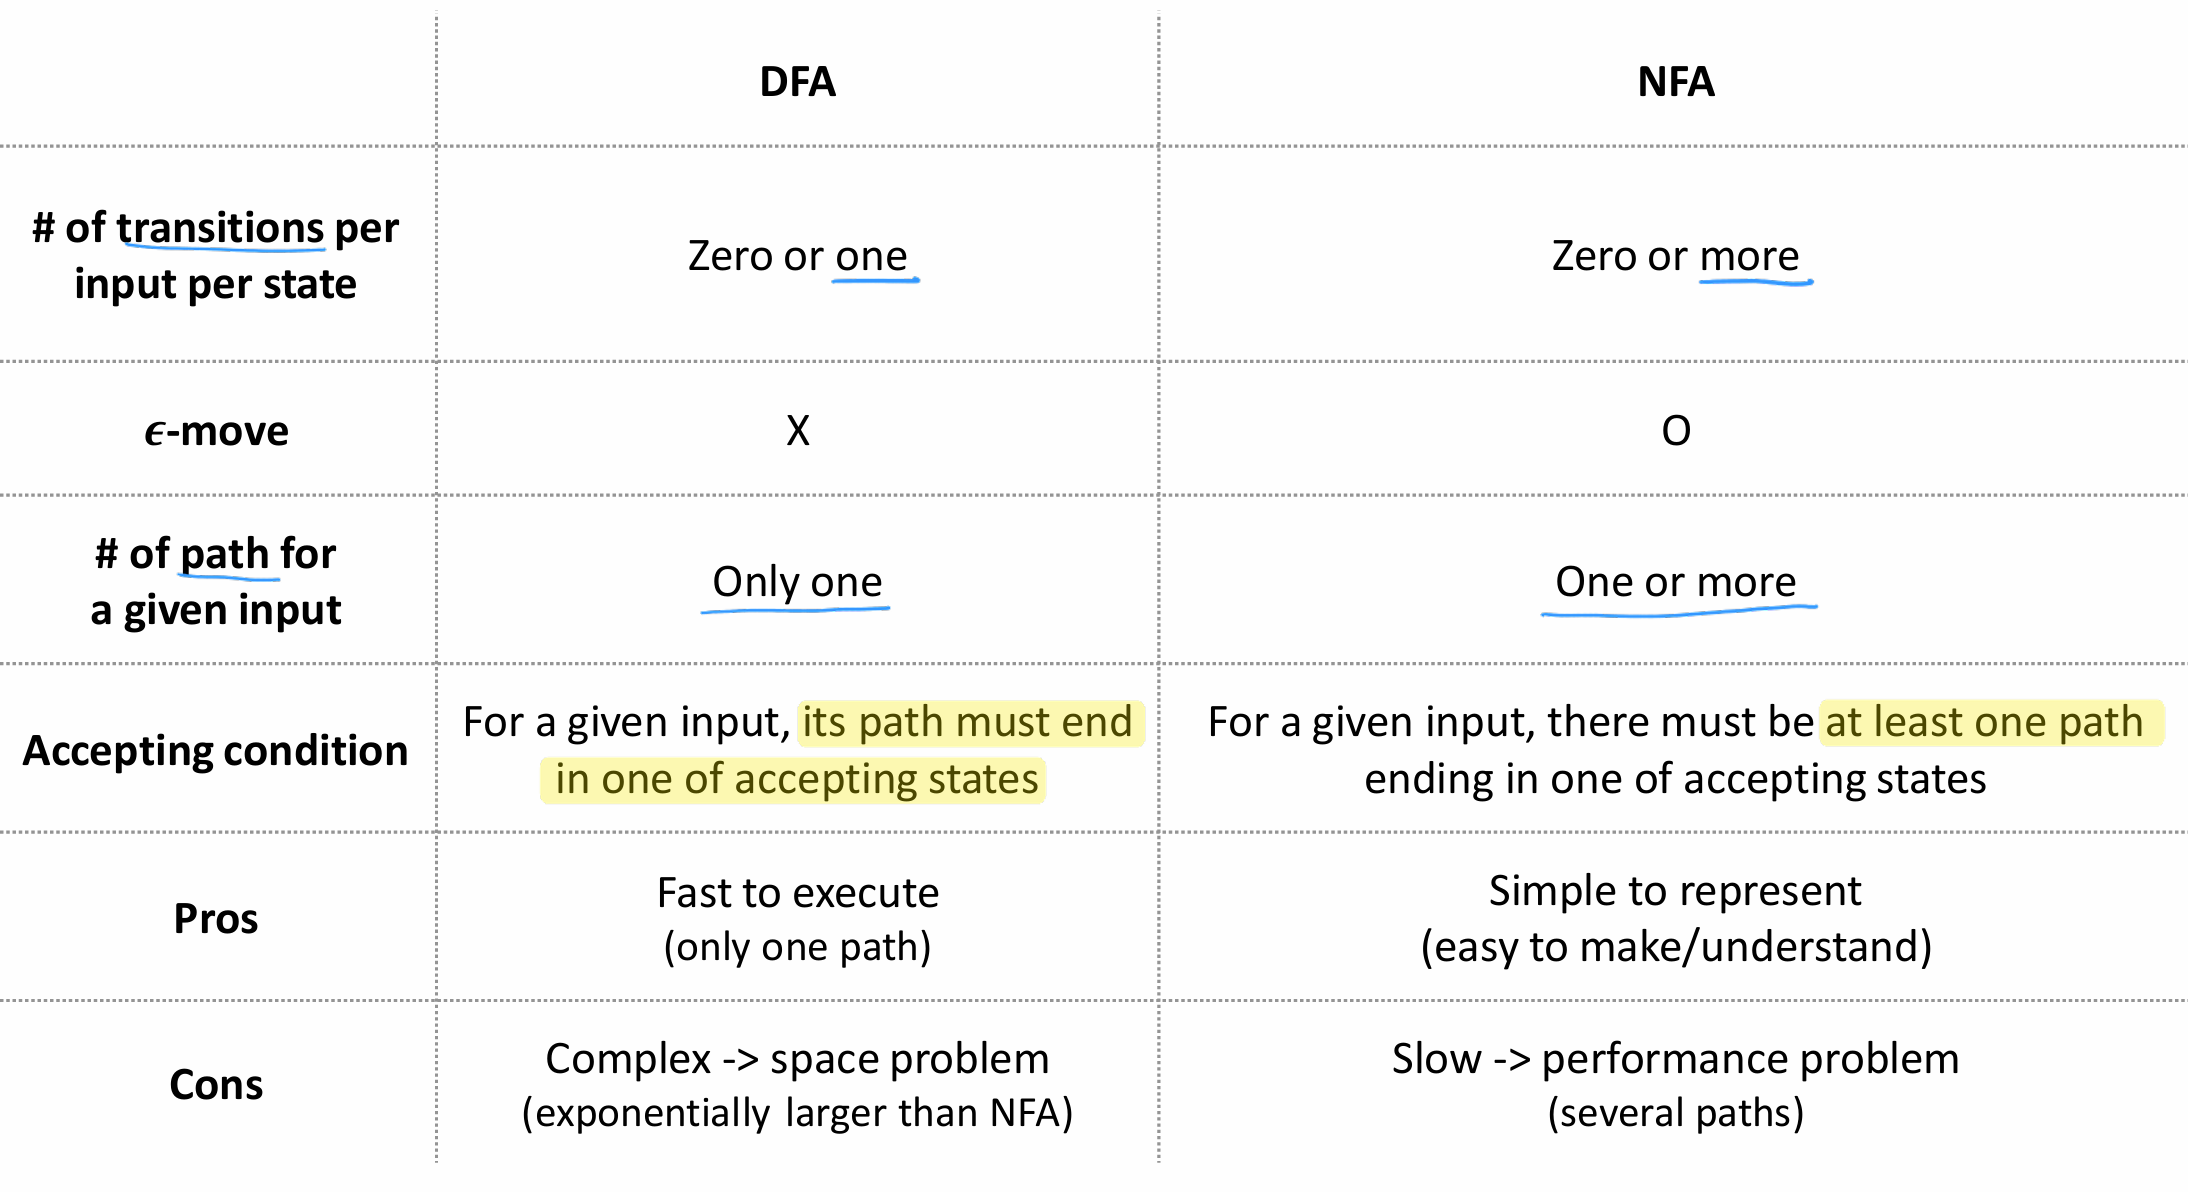 DFA
NFA
# of transitions per
input per state
Zero or one
Zero or more
ϵ-move
X
O
# of path for
a given input
Only one
One or more
Accepting condition
For a given input, its path must end
in one of accepting states
For a given input, there must be at least one path
ending in one of accepting states
Pros
Fast to execute
(only one path)
Simple to represent
(easy to make/understand)
Cons
Complex -> space problem
(exponentially larger than NFA)
Slow -> performance problem
(several paths)